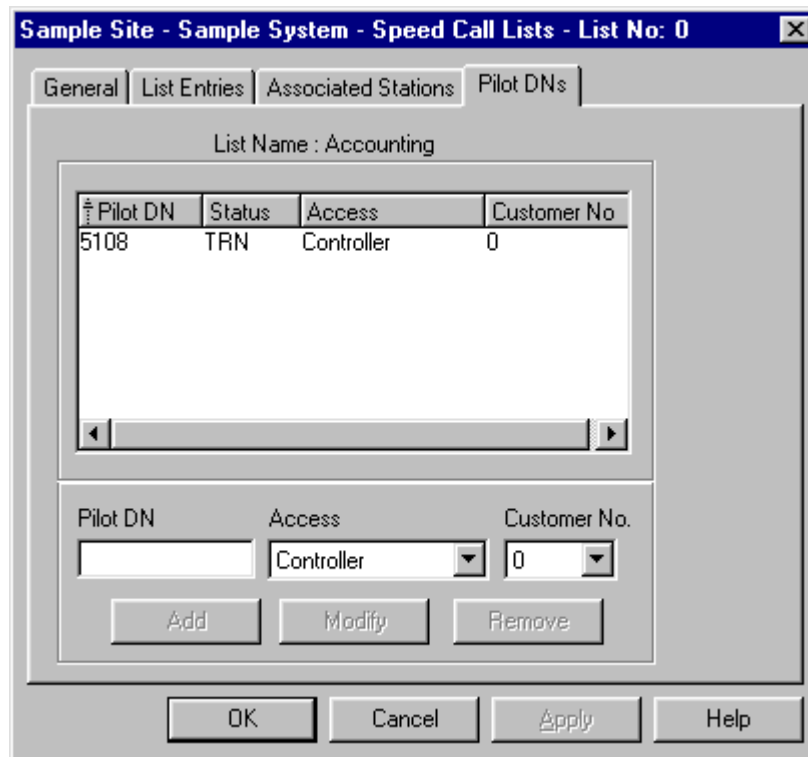 Sample Site - Sample System - Speed Call Lists - List No: 0
General List Entries Associated Stations Pilot DNs
List Name : Accounting
Pilot DN Status Access Customer No
5108 TRN Controller 0
Pilot DN Access Customer No.
Controller 0
Add Modify Remove
OK Cancel Apply Help